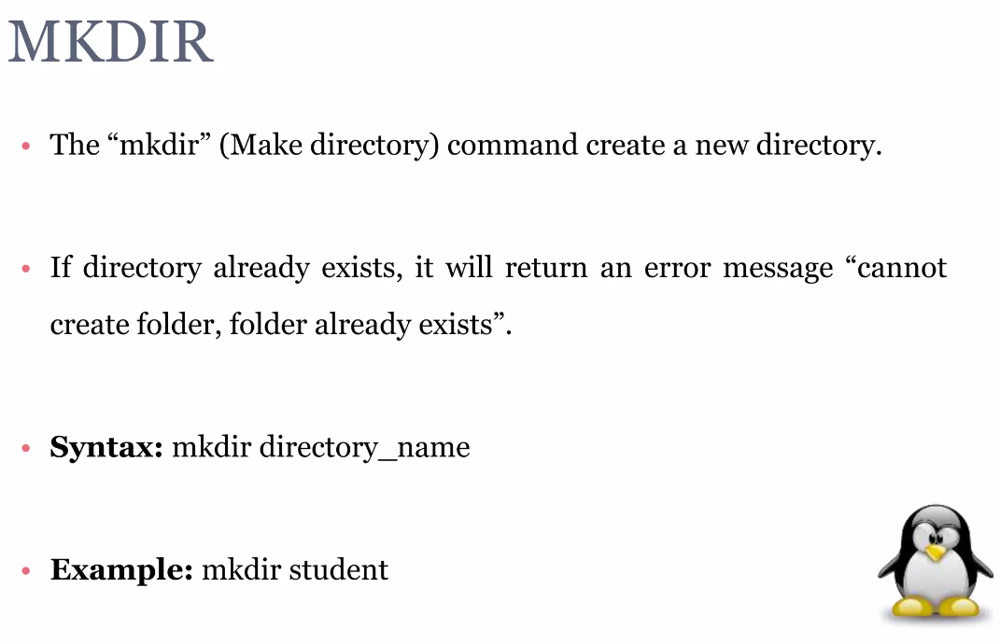 MKDIR
• The “mkdir” (Make directory) command create a new directory.
• If directory already exists, it will return an error message “cannot
create folder, folder already exists”.
• Syntax: mkdir directory_name
• Example: mkdir student